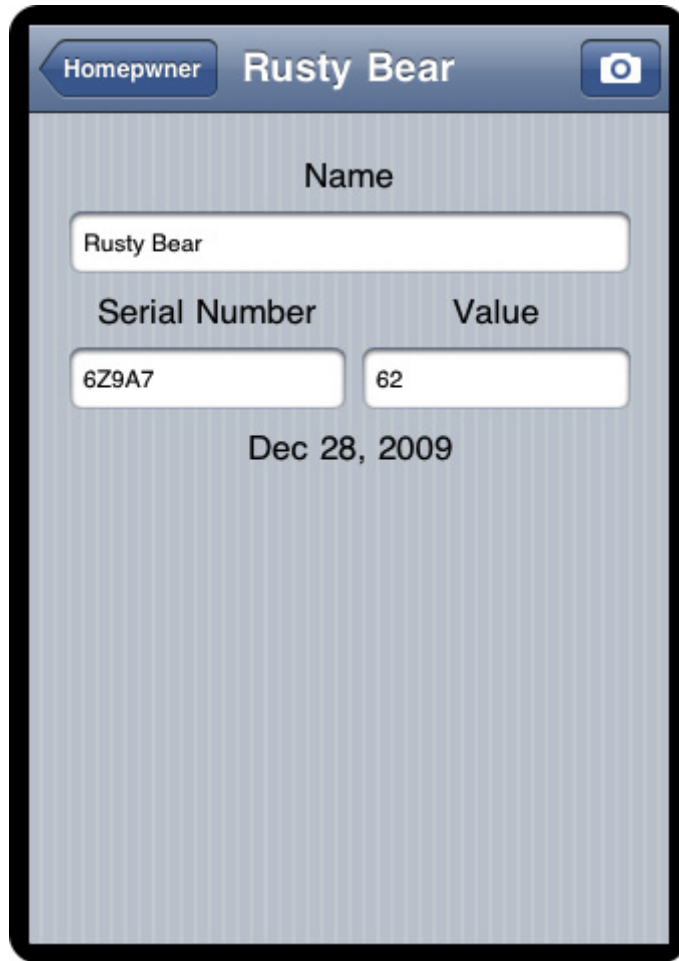 Homepwner Rusty Bear
Name
Rusty Bear
Serial Number Value
6Z9A7 62
Dec 28, 2009